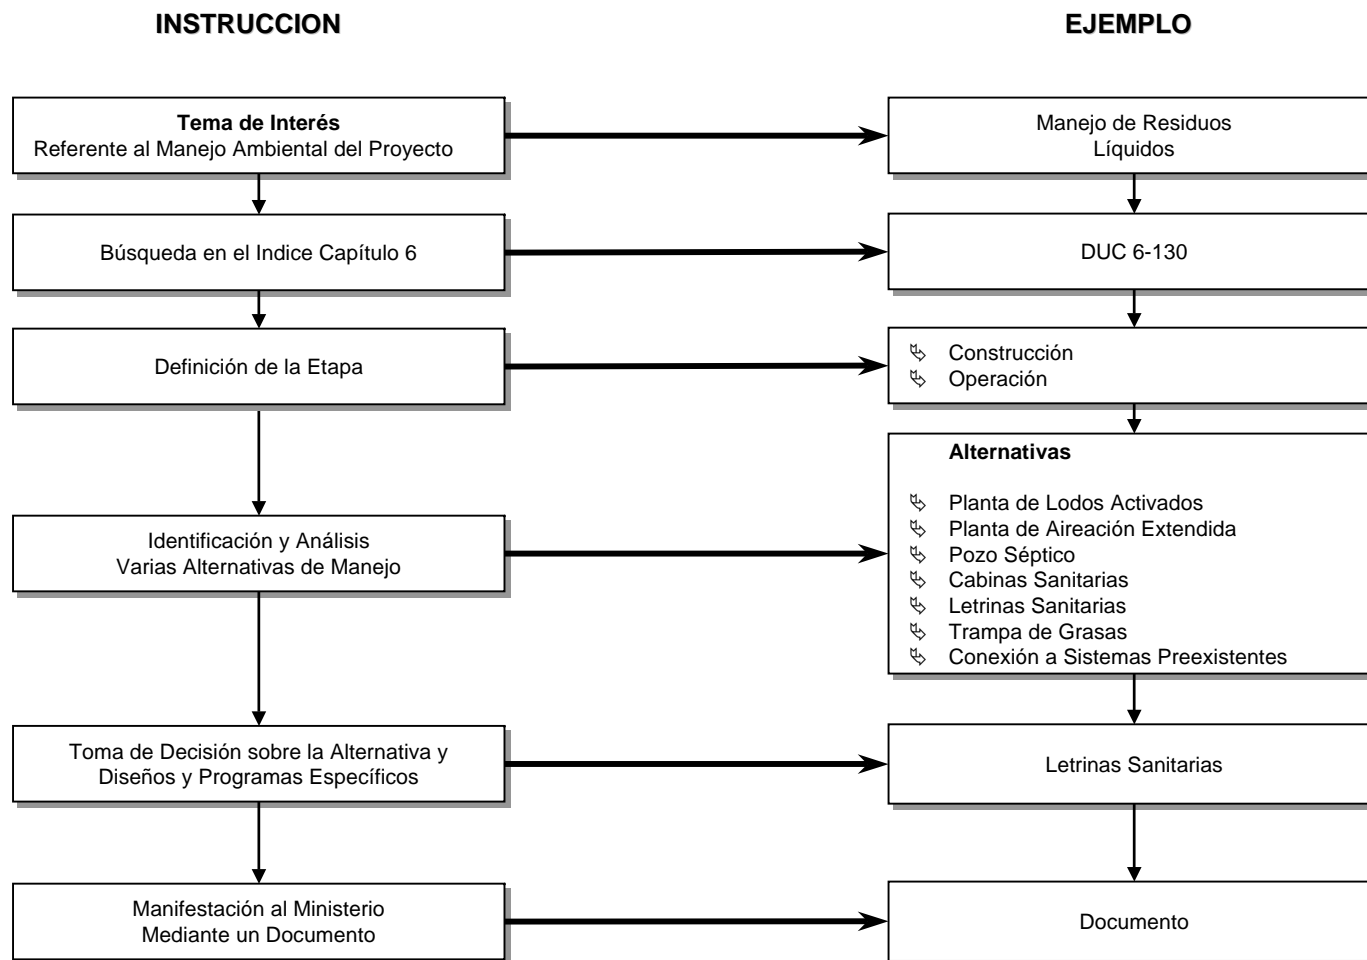 INSTRUCCION
EJEMPLO
Tema de Interés
Referente al Manejo Ambiental del Proyecto
Manejo de Residuos
Líquidos
Búsqueda en el Indice Capítulo 6
DUC 6-130
Definición de la Etapa
Construcción
Operación
Identificación y Análisis
Varias Alternativas de Manejo
Alternativas
Planta de Lodos Activados
Planta de Aireación Extendida
Pozo Séptico
Cabinas Sanitarias
Letrinas Sanitarias
Trampa de Grasas
Conexión a Sistemas Preexistentes
Toma de Decisión sobre la Alternativa y
Diseños y Programas Específicos
Letrinas Sanitarias
Manifestación al Ministerio
Mediante un Documento
Documento